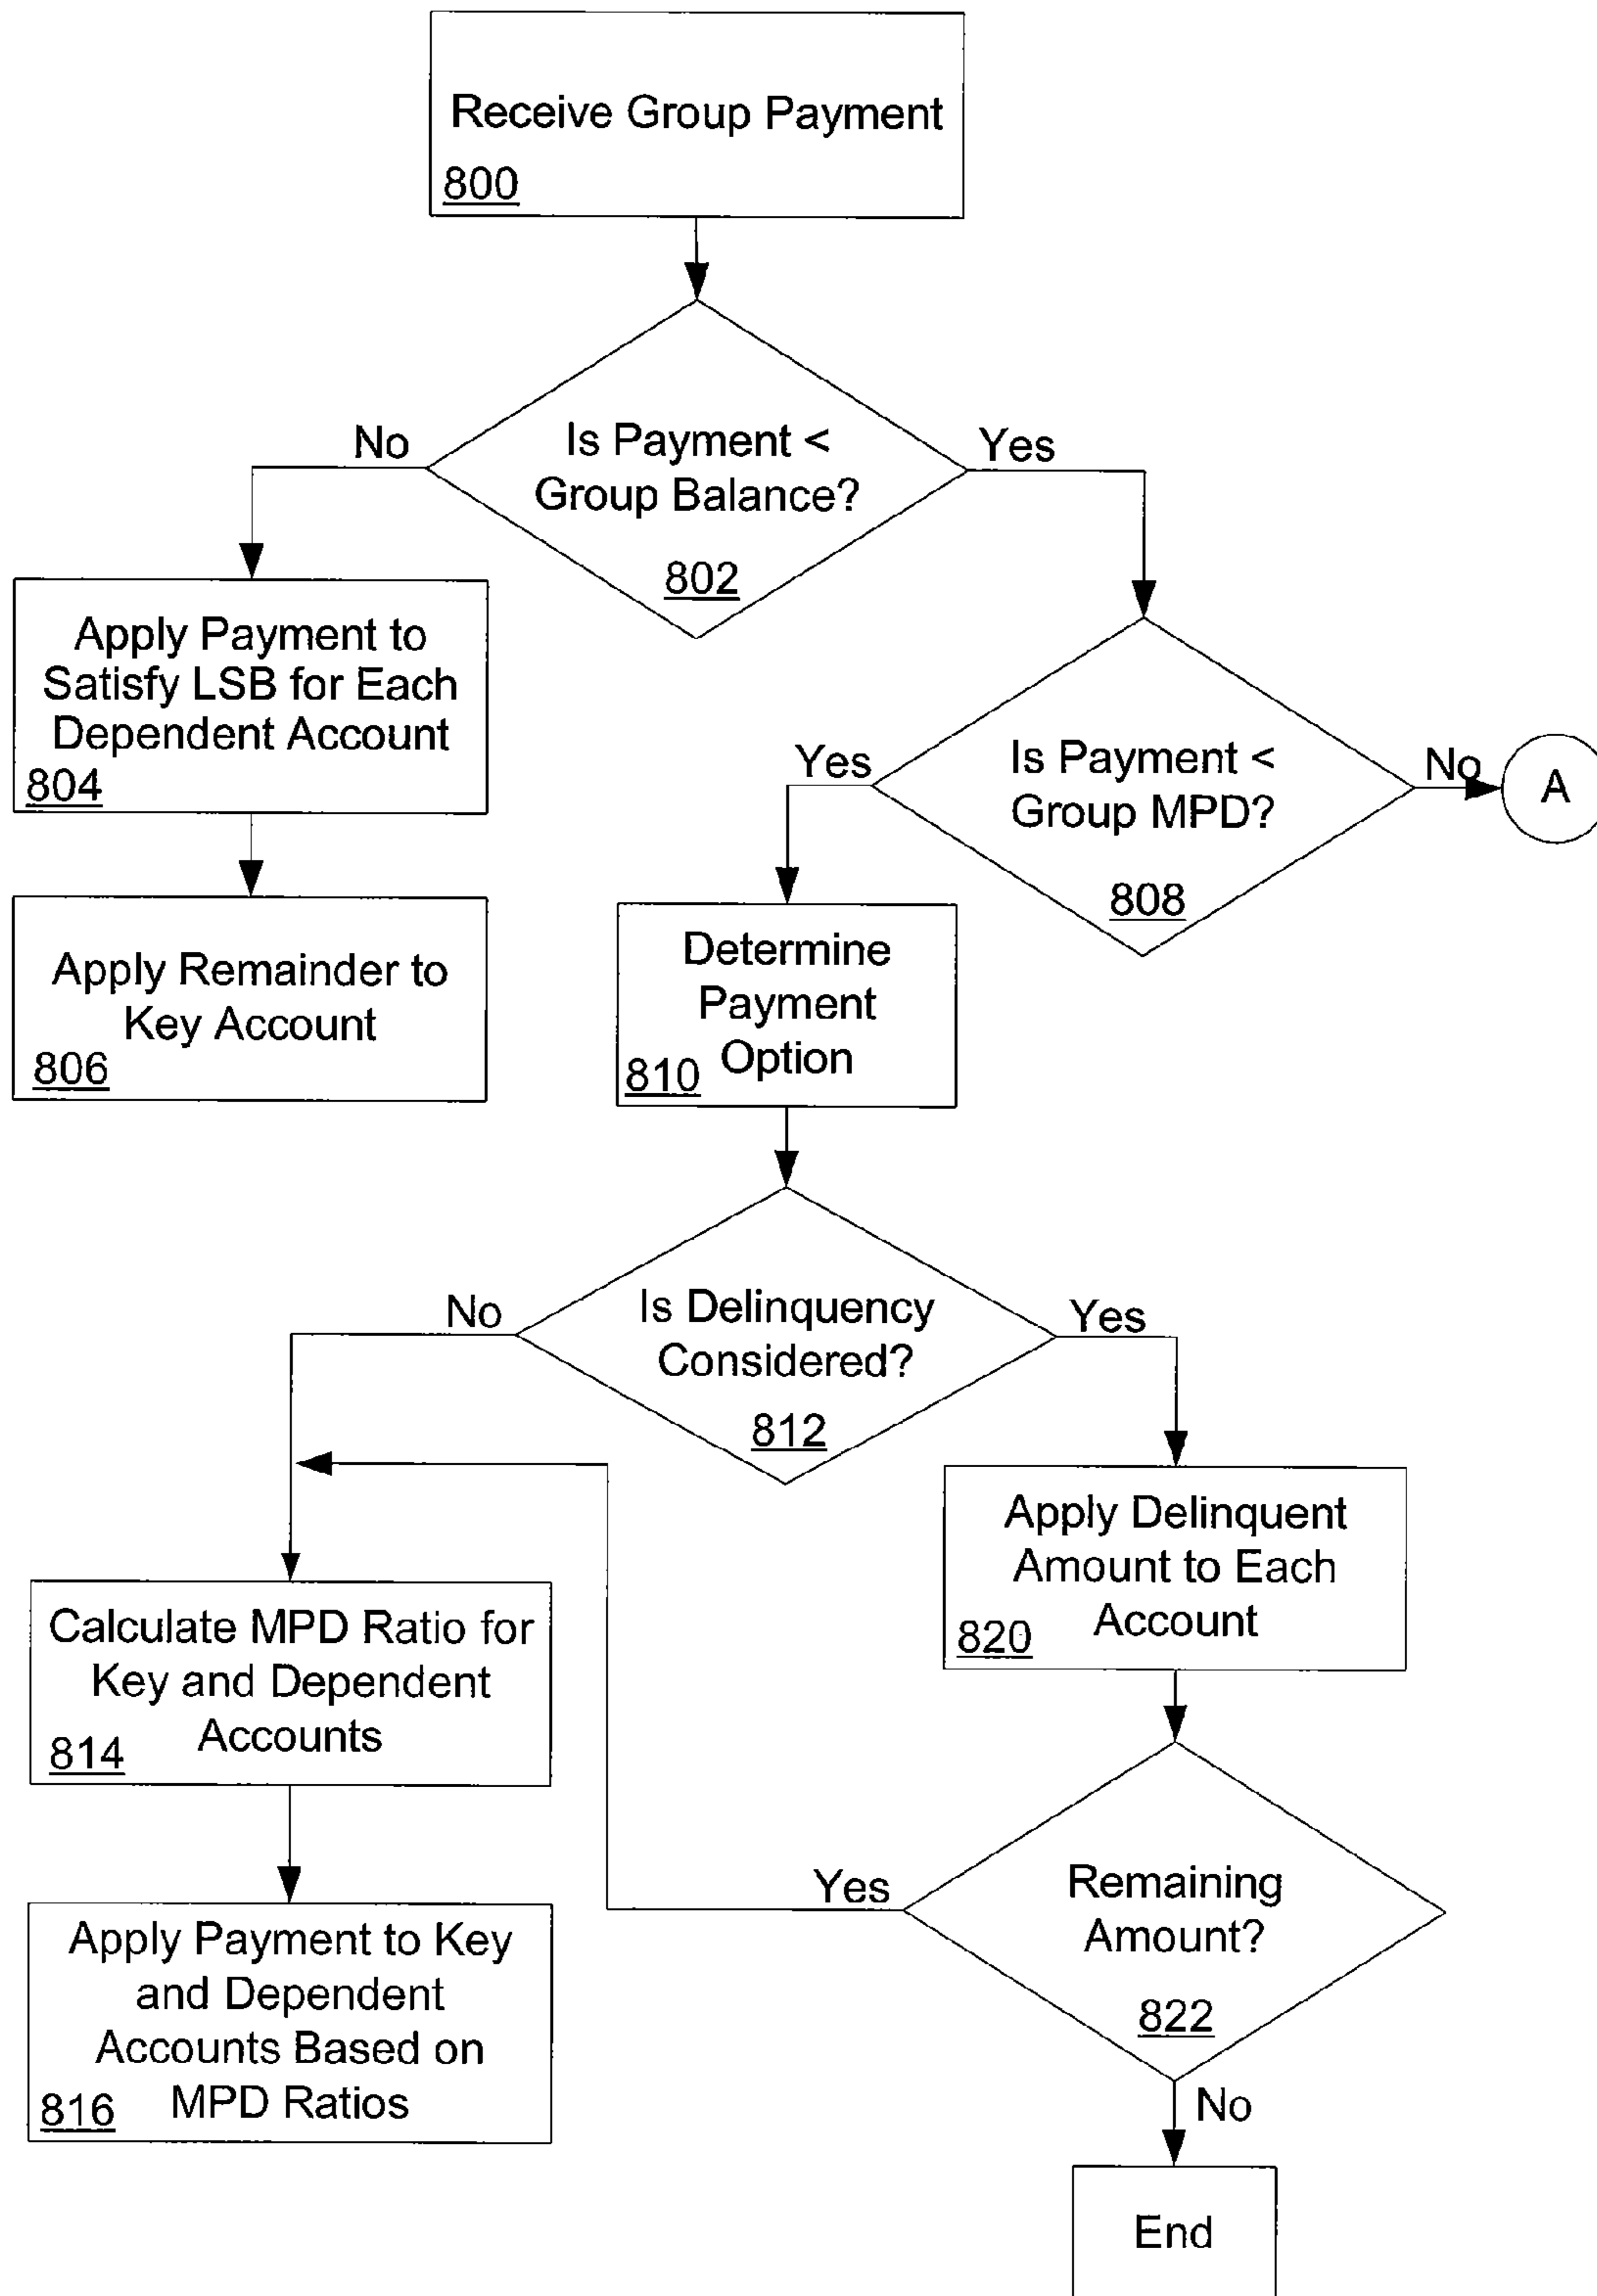 Receive Group Payment
800
Is Payment <
Group Balance?
802
No
Yes
Apply Payment to
Satisfy LSB for Each
Dependent Account
804
Apply Remainder to
Key Account
806
Is Payment <
Group MPD?
808
Yes
No
A
Determine
Payment
Option
810
Is Delinquency
Considered?
812
No
Yes
Calculate MPD Ratio for
Key and Dependent
Accounts
814
Apply Payment to Key
and Dependent
Accounts Based on
MPD Ratios
816
Apply Delinquent
Amount to Each
Account
820
Remaining
Amount?
822
Yes
No
End